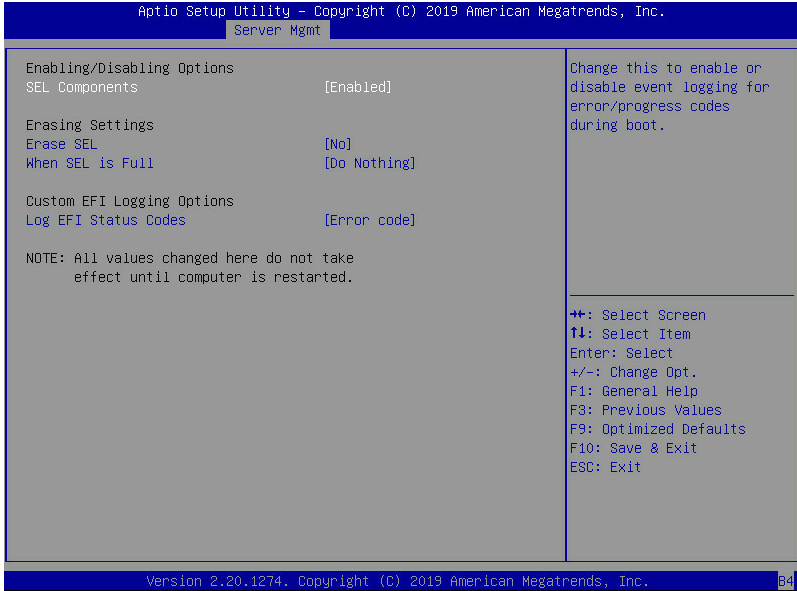 Aptio Setup Utility – Copyright (C) 2019 American Megatrends, Inc.
Server Mgmt
Enabling/Disabling Options
SEL Components [Enabled]
Erasing Settings
Erase SEL [No]
When SEL is Full [Do Nothing]
Custom EFI Logging Options
Log EFI Status Codes [Error code]
NOTE: All values changed here do not take
effect until computer is restarted.
Change this to enable or
disable event logging for
error/progress codes
during boot.
→←: Select Screen
↑↓: Select Item
Enter: Select
+/-: Change Opt.
F1: General Help
F3: Previous Values
F9: Optimized Defaults
F10: Save & Exit
ESC: Exit
Version 2.20.1274. Copyright (C) 2019 American Megatrends, Inc.
B4